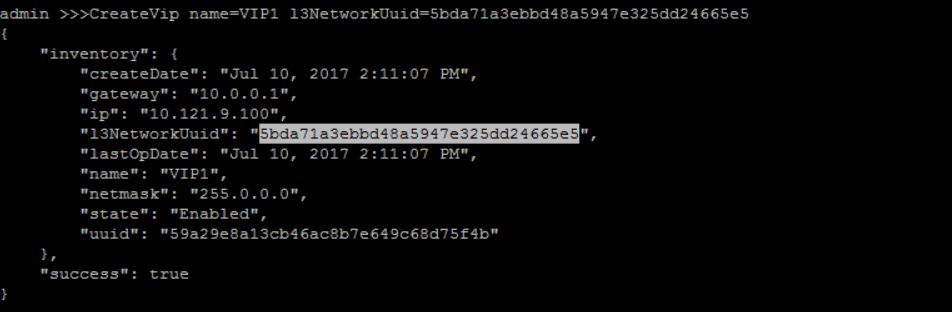 admin >>>CreateVip name=VIP1 l3NetworkUuid=5bda71a3ebbd48a5947e325dd24665e5
{
    "inventory": {
        "createDate": "Jul 10, 2017 2:11:07 PM",
        "gateway": "10.0.0.1",
        "ip": "10.121.9.100",
        "l3NetworkUuid": "5bda71a3ebbd48a5947e325dd24665e5",
        "lastOpDate": "Jul 10, 2017 2:11:07 PM",
        "name": "VIP1",
        "netmask": "255.0.0.0",
        "state": "Enabled",
        "uuid": "59a29e8a13cb46ac8b7e649c68d75f4b"
    },
    "success": true
}